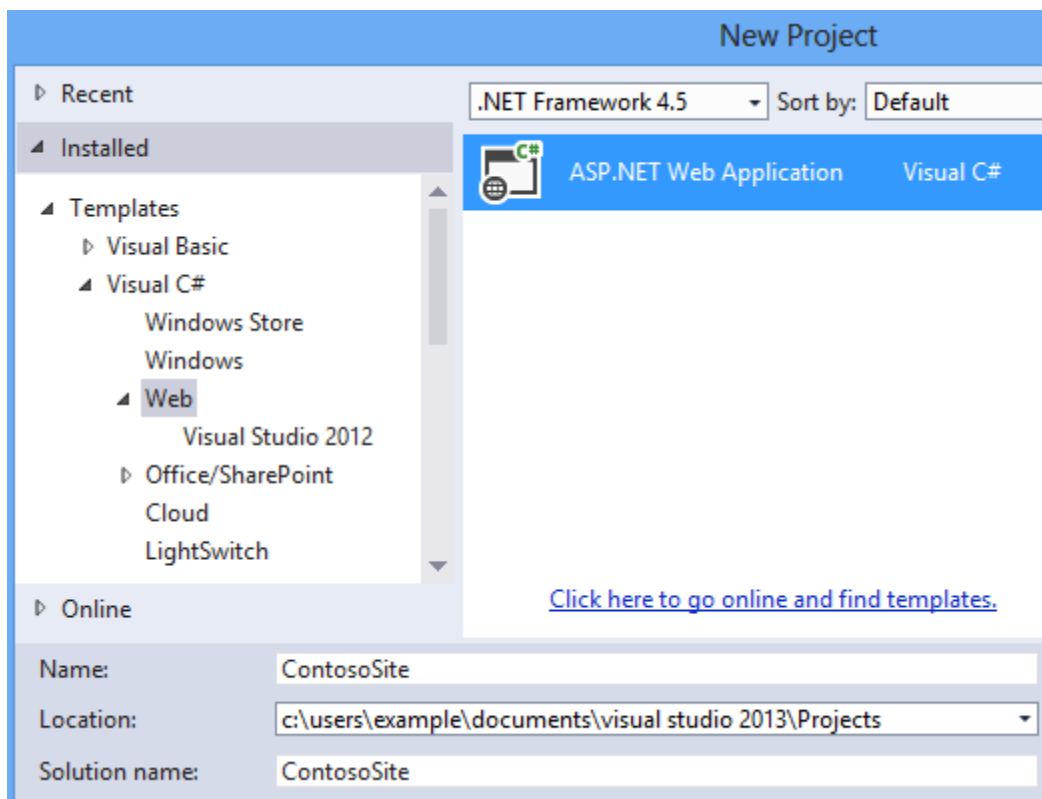 New Project
Recent
.NET Framework 4.5 Sort by: Default
Installed
C#
ASP.NET Web Application Visual C#
Templates
Visual Basic
Visual C#
Windows Store
Windows
Web
Visual Studio 2012
Office/SharePoint
Cloud
LightSwitch
Online
Click here to go online and find templates.
Name: ContosoSite
Location: c:\users\example\documents\visual studio 2013\Projects
Solution name: ContosoSite